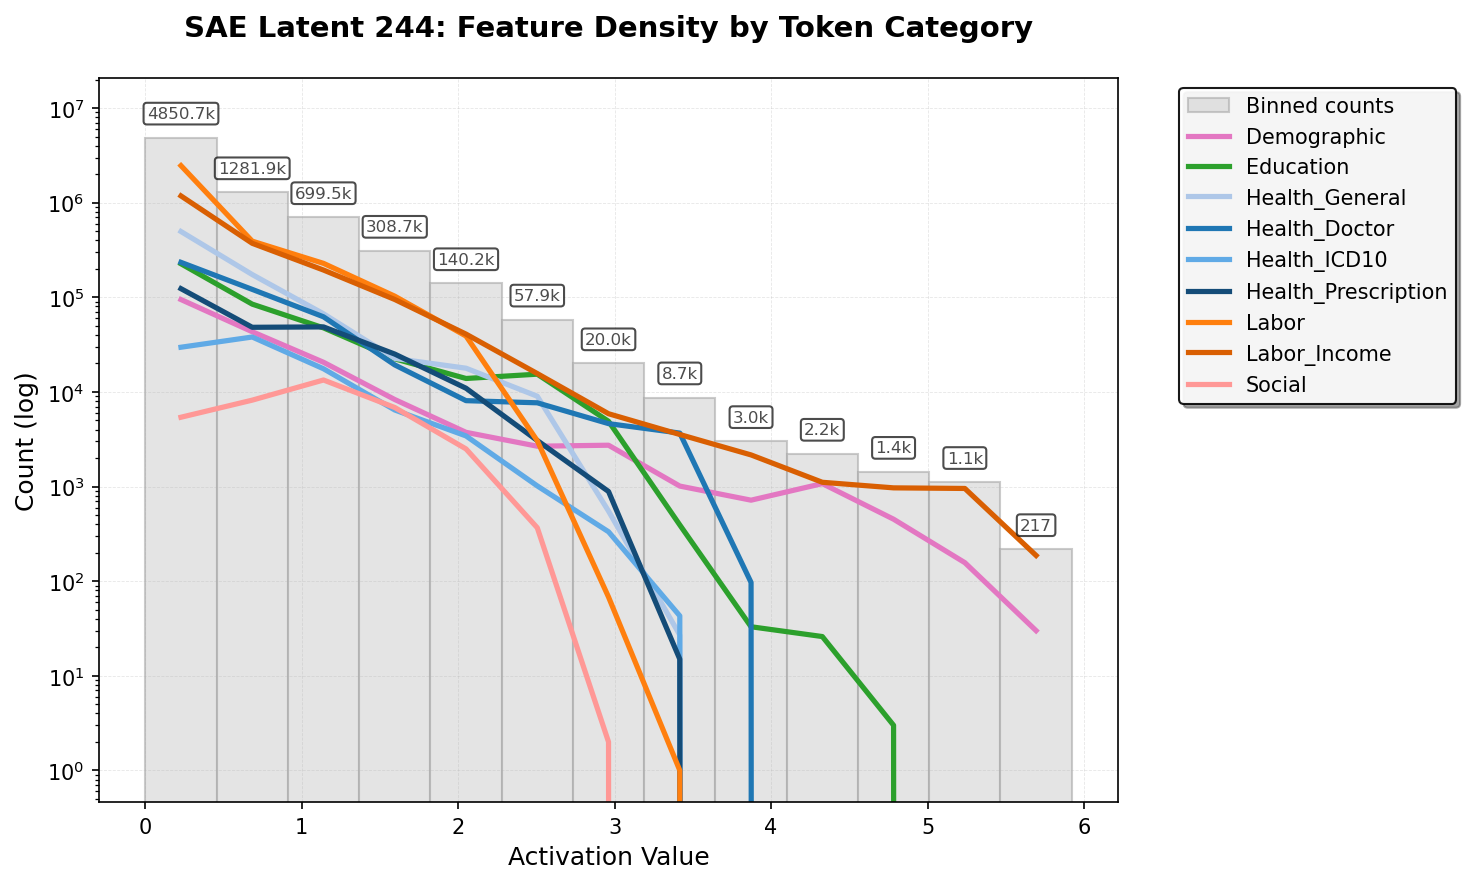 SAE Latent 244: Feature Density by Token Category
Count (log)
10⁷
10⁶
10⁵
10⁴
10³
10²
10¹
10⁰
4850.7k
1281.9k
699.5k
308.7k
140.2k
57.9k
20.0k
8.7k
3.0k
2.2k
1.4k
1.1k
217
0 1 2 3 4 5 6
Activation Value
Binned counts
Demographic
Education
Health_General
Health_Doctor
Health_ICD10
Health_Prescription
Labor
Labor_Income
Social